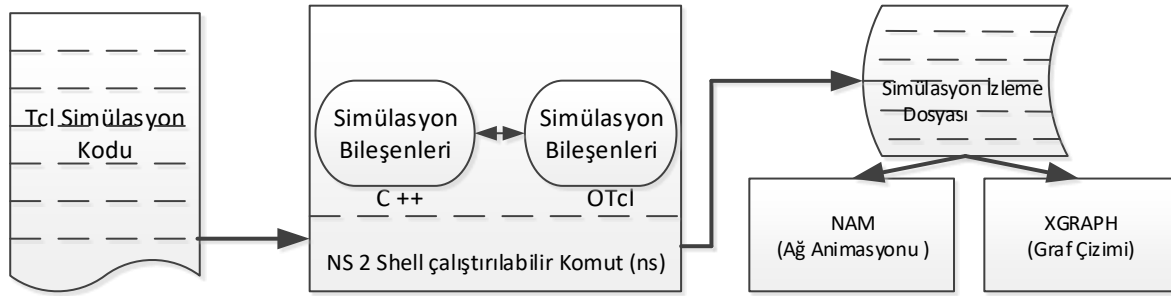 Tcl Simülasyon
Kodu
Simülasyon
Bileşenleri
C ++
Simülasyon
Bileşenleri
OTcl
NS 2 Shell çalıştırılabilir Komut (ns)
Simülasyon İzleme
Dosyası
NAM
(Ağ Animasyonu )
XGRAPH
(Graf Çizimi)